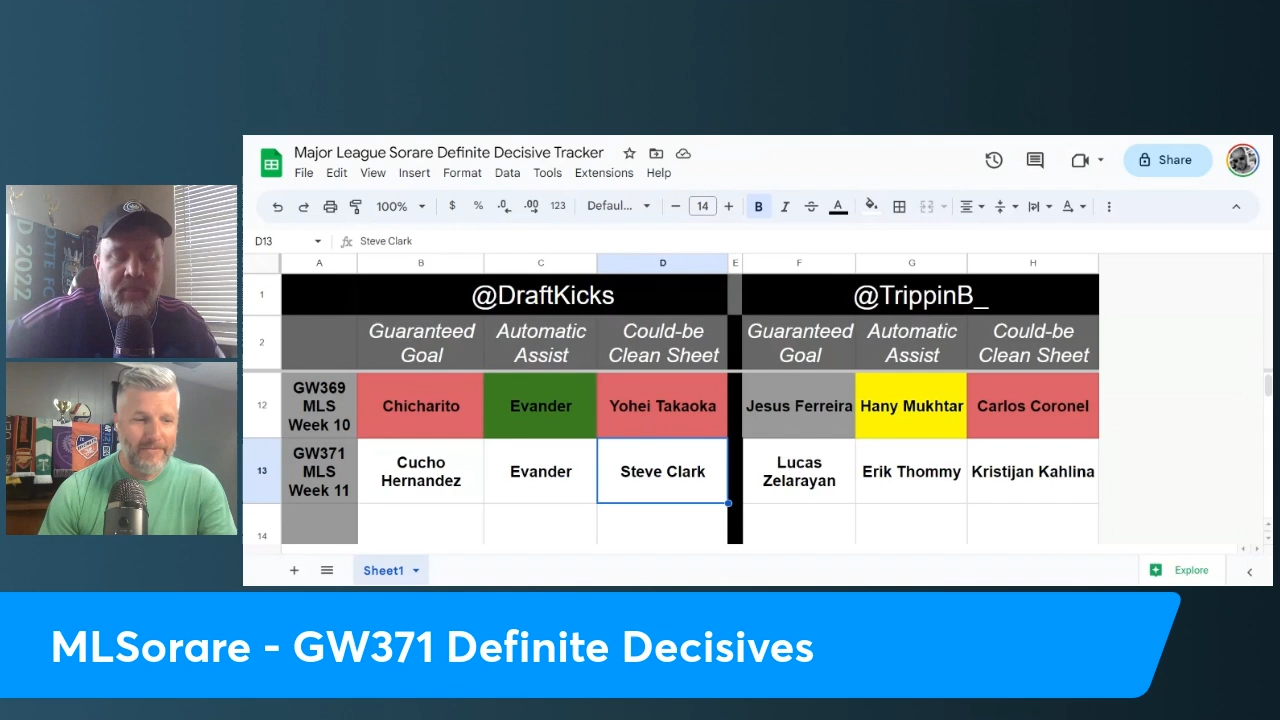 Major League Sorare Definite Decisive Tracker
File Edit View Insert Format Data Tools Extensions Help
Share
100% $ % .0 .00 123 Defaul... − 14 + B I A
D13 fx Steve Clark
A B C D E F G H
1 @DraftKicks @TrippinB_
2 Guaranteed Automatic Could-be Guaranteed Automatic Could-be
Goal Assist Clean Sheet Goal Assist Clean Sheet
GW369
12 MLS Chicharito Evander Yohei Takaoka Jesus Ferreira Hany Mukhtar Carlos Coronel
Week 10
GW371
13 MLS Cucho Hernandez Evander Steve Clark Lucas Zelarayan Erik Thommy Kristijan Kahlina
Week 11
14
+ Sheet1 Explore
D 2022
OTTE FC
MLSorare - GW371 Definite Decisives